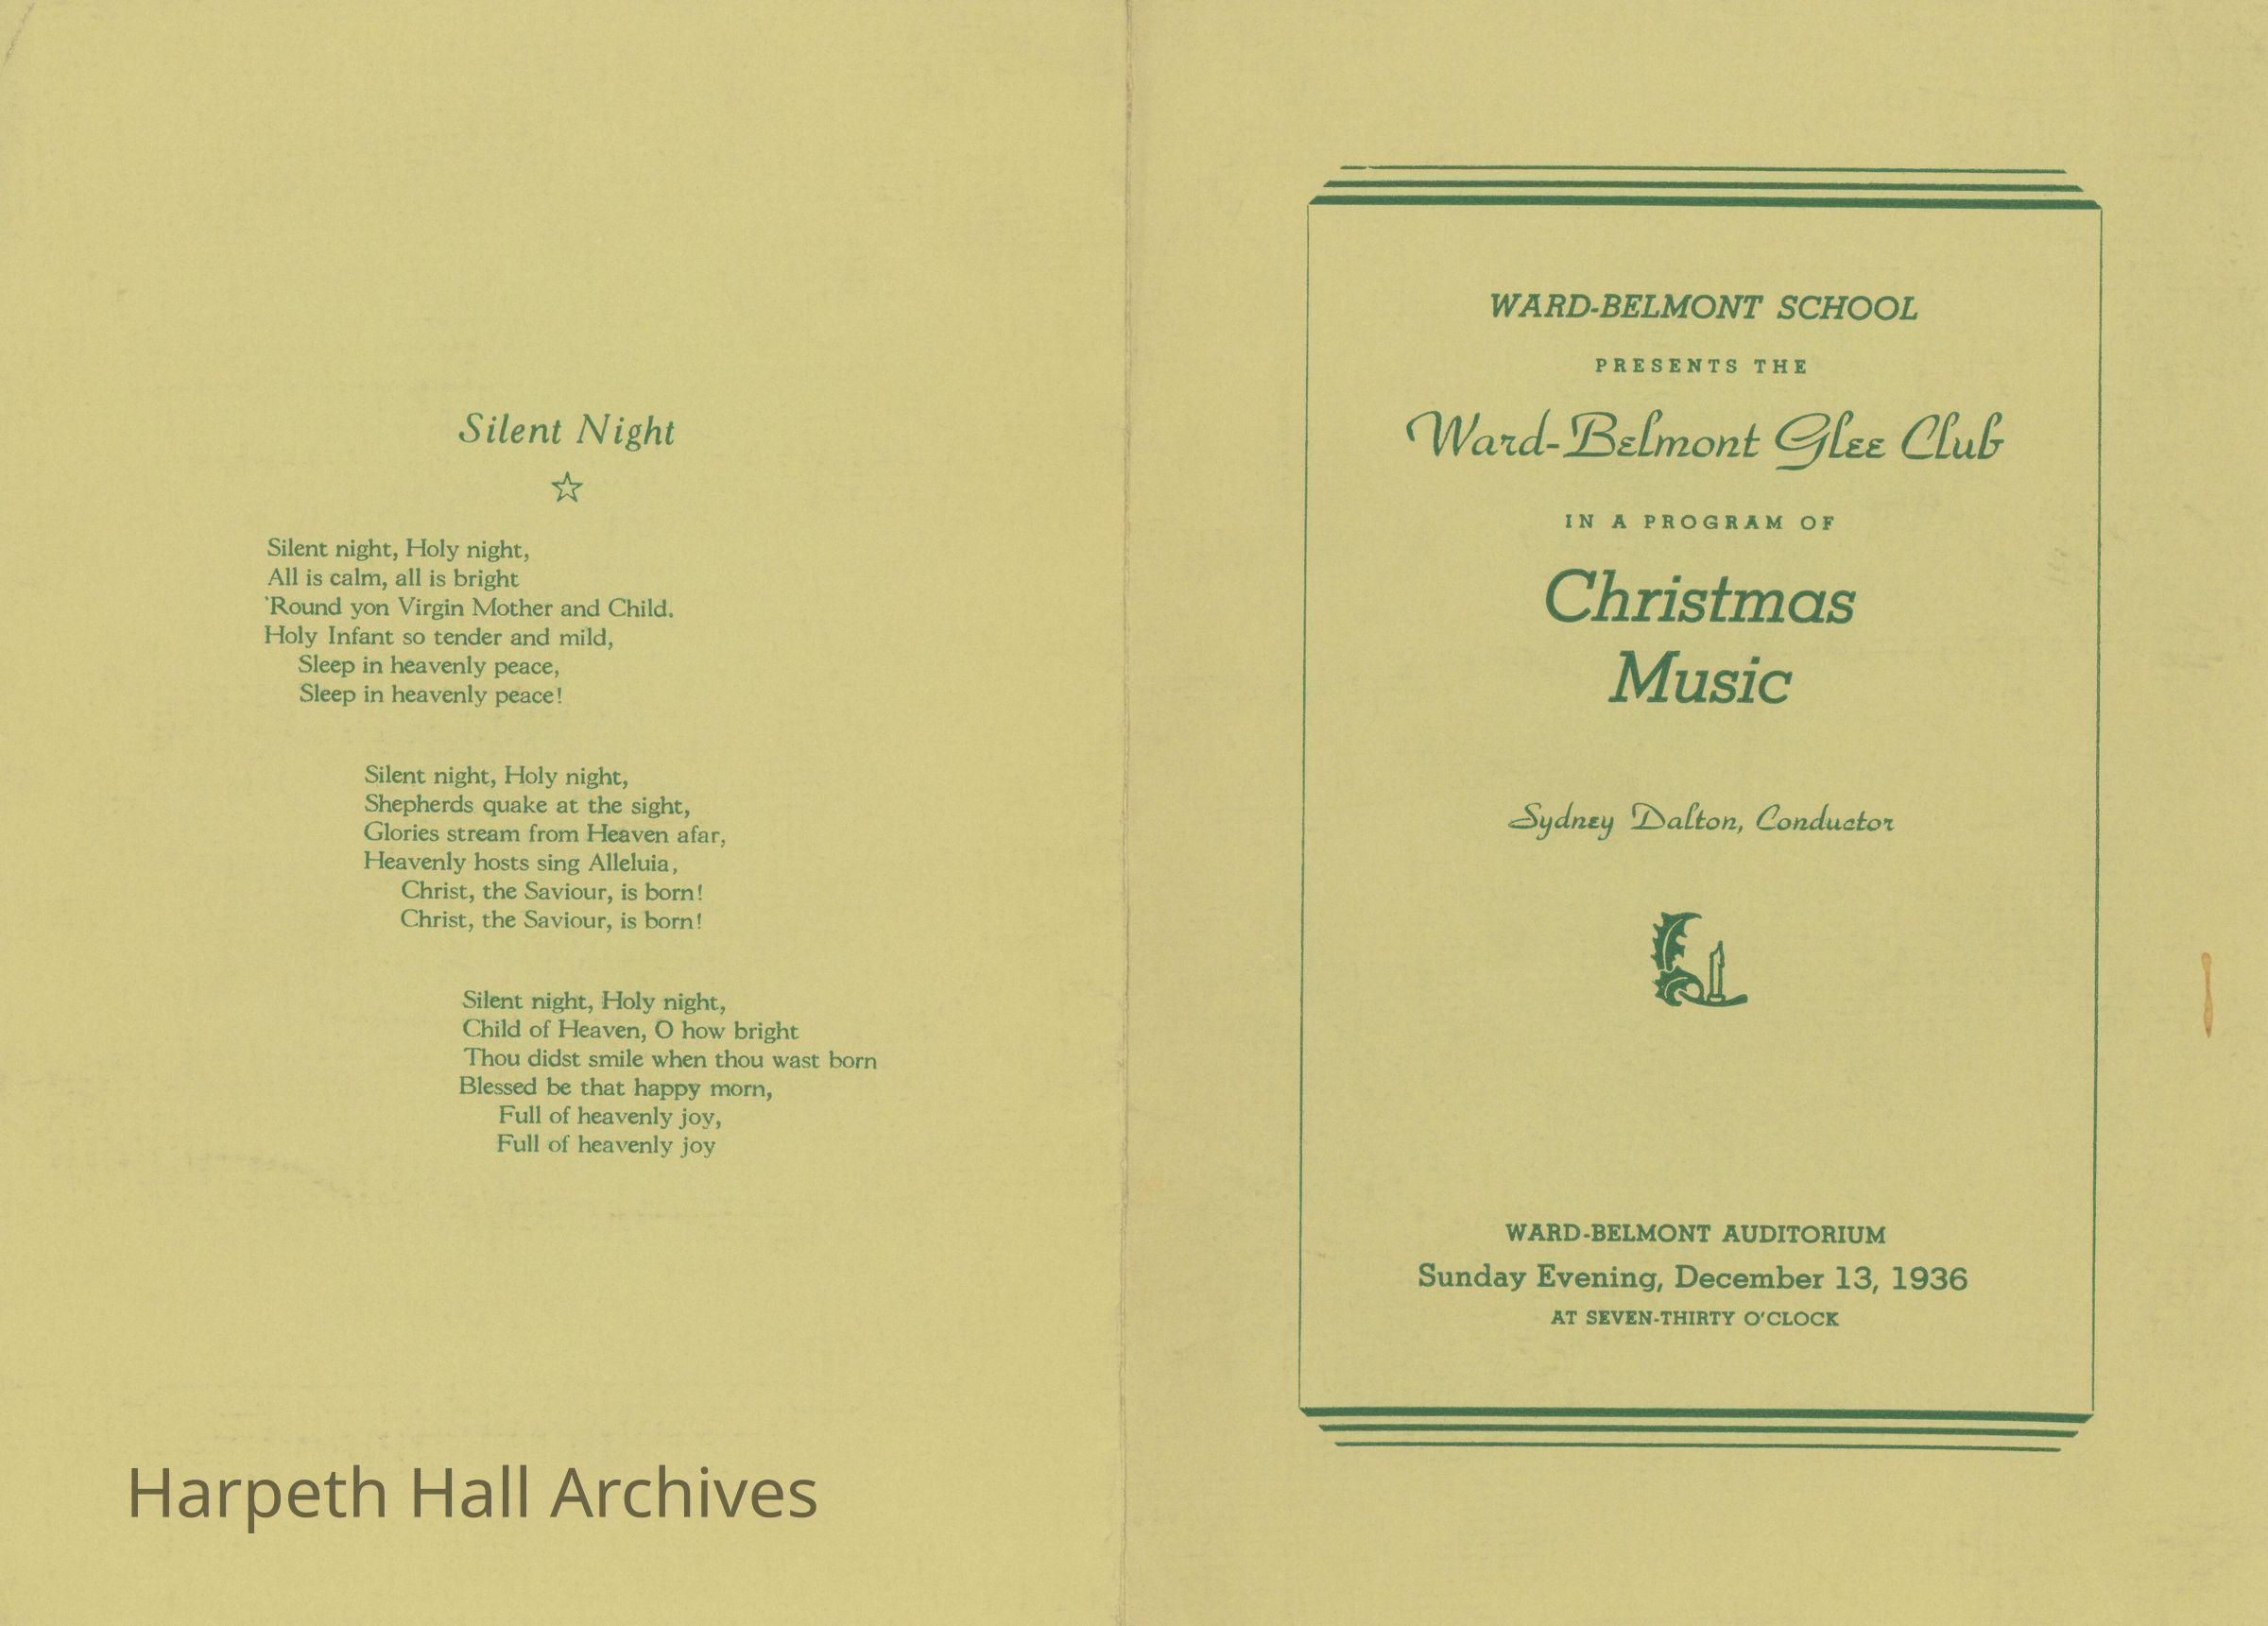 Silent Night
☆
Silent night, Holy night,
All is calm, all is bright
'Round yon Virgin Mother and Child.
Holy Infant so tender and mild,
Sleep in heavenly peace,
Sleep in heavenly peace!
Silent night, Holy night,
Shepherds quake at the sight,
Glories stream from Heaven afar,
Heavenly hosts sing Alleluia,
Christ, the Saviour, is born!
Christ, the Saviour, is born!
Silent night, Holy night,
Child of Heaven, O how bright
Thou didst smile when thou wast born
Blessed be that happy morn,
Full of heavenly joy,
Full of heavenly joy
Harpeth Hall Archives
WARD-BELMONT SCHOOL
PRESENTS THE
Ward-Belmont Glee Club
IN A PROGRAM OF
Christmas
Music
Sydney Dalton, Conductor
WARD-BELMONT AUDITORIUM
Sunday Evening, December 13, 1936
AT SEVEN-THIRTY O'CLOCK